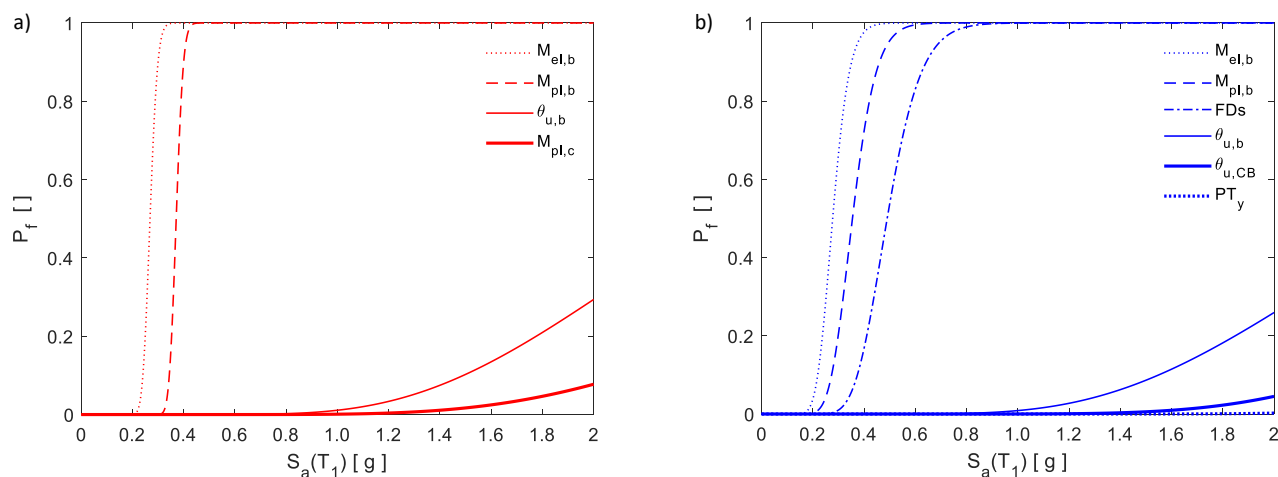 a)
1
0.8
0.6
0.4
0.2
0
P_f [ ]
0 0.2 0.4 0.6 0.8 1.0 1.2 1.4 1.6 1.8 2
S_a(T_1) [ g ]
M_el,b
M_pl,b
θ_u,b
M_pl,c
b)
1
0.8
0.6
0.4
0.2
0
P_f [ ]
0 0.2 0.4 0.6 0.8 1.0 1.2 1.4 1.6 1.8 2
S_a(T_1) [ g ]
M_el,b
M_pl,b
FDs
θ_u,b
θ_u,CB
PT_y